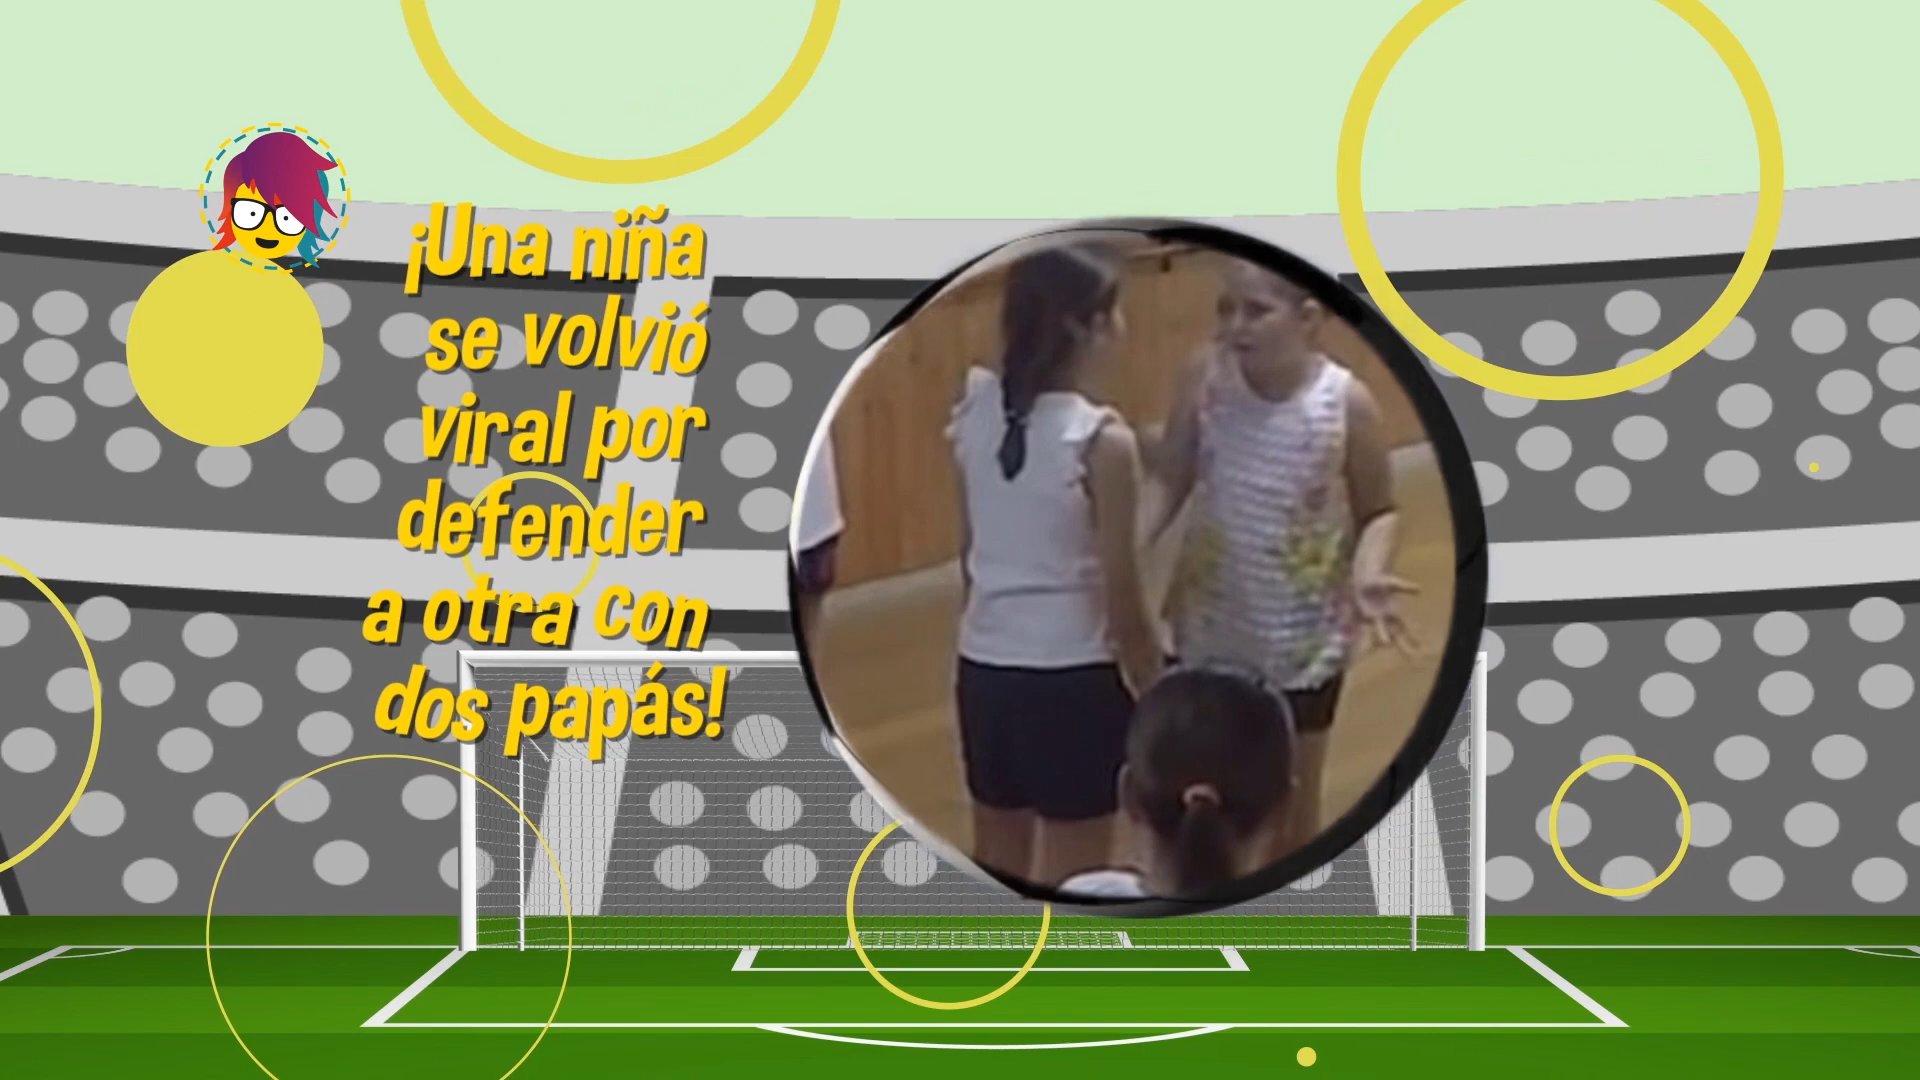 ¡Una niña
se volvió
viral por
defender
a otra con
dos papás!